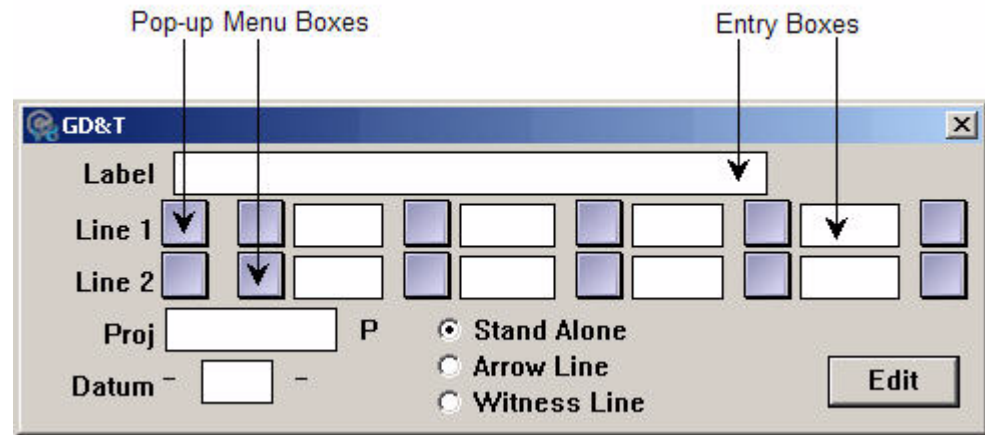 Pop-up Menu Boxes Entry Boxes
GD&T
Label
Line 1
Line 2
Proj P Stand Alone
Arrow Line
Datum - - Edit
Witness Line